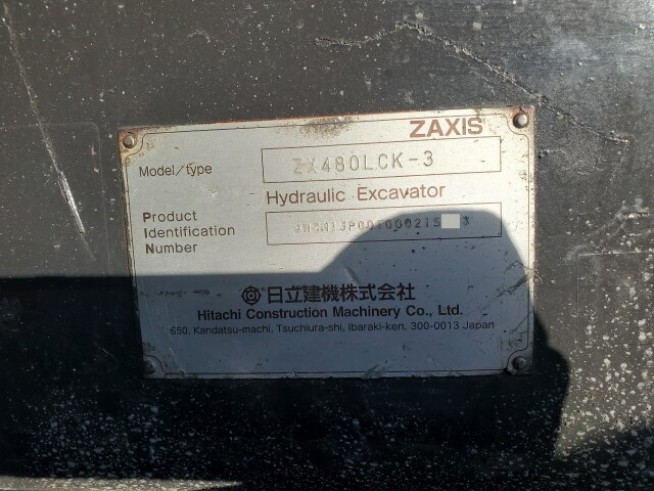 ZAXIS
Model/type ZX480LCK-3
Hydraulic Excavator
Product
Identification
Number
日立建機株式会社
Hitachi Construction Machinery Co., Ltd.
650, Kandatsu-machi, Tsuchiura-shi, Ibaraki-ken, 300-0013 Japan